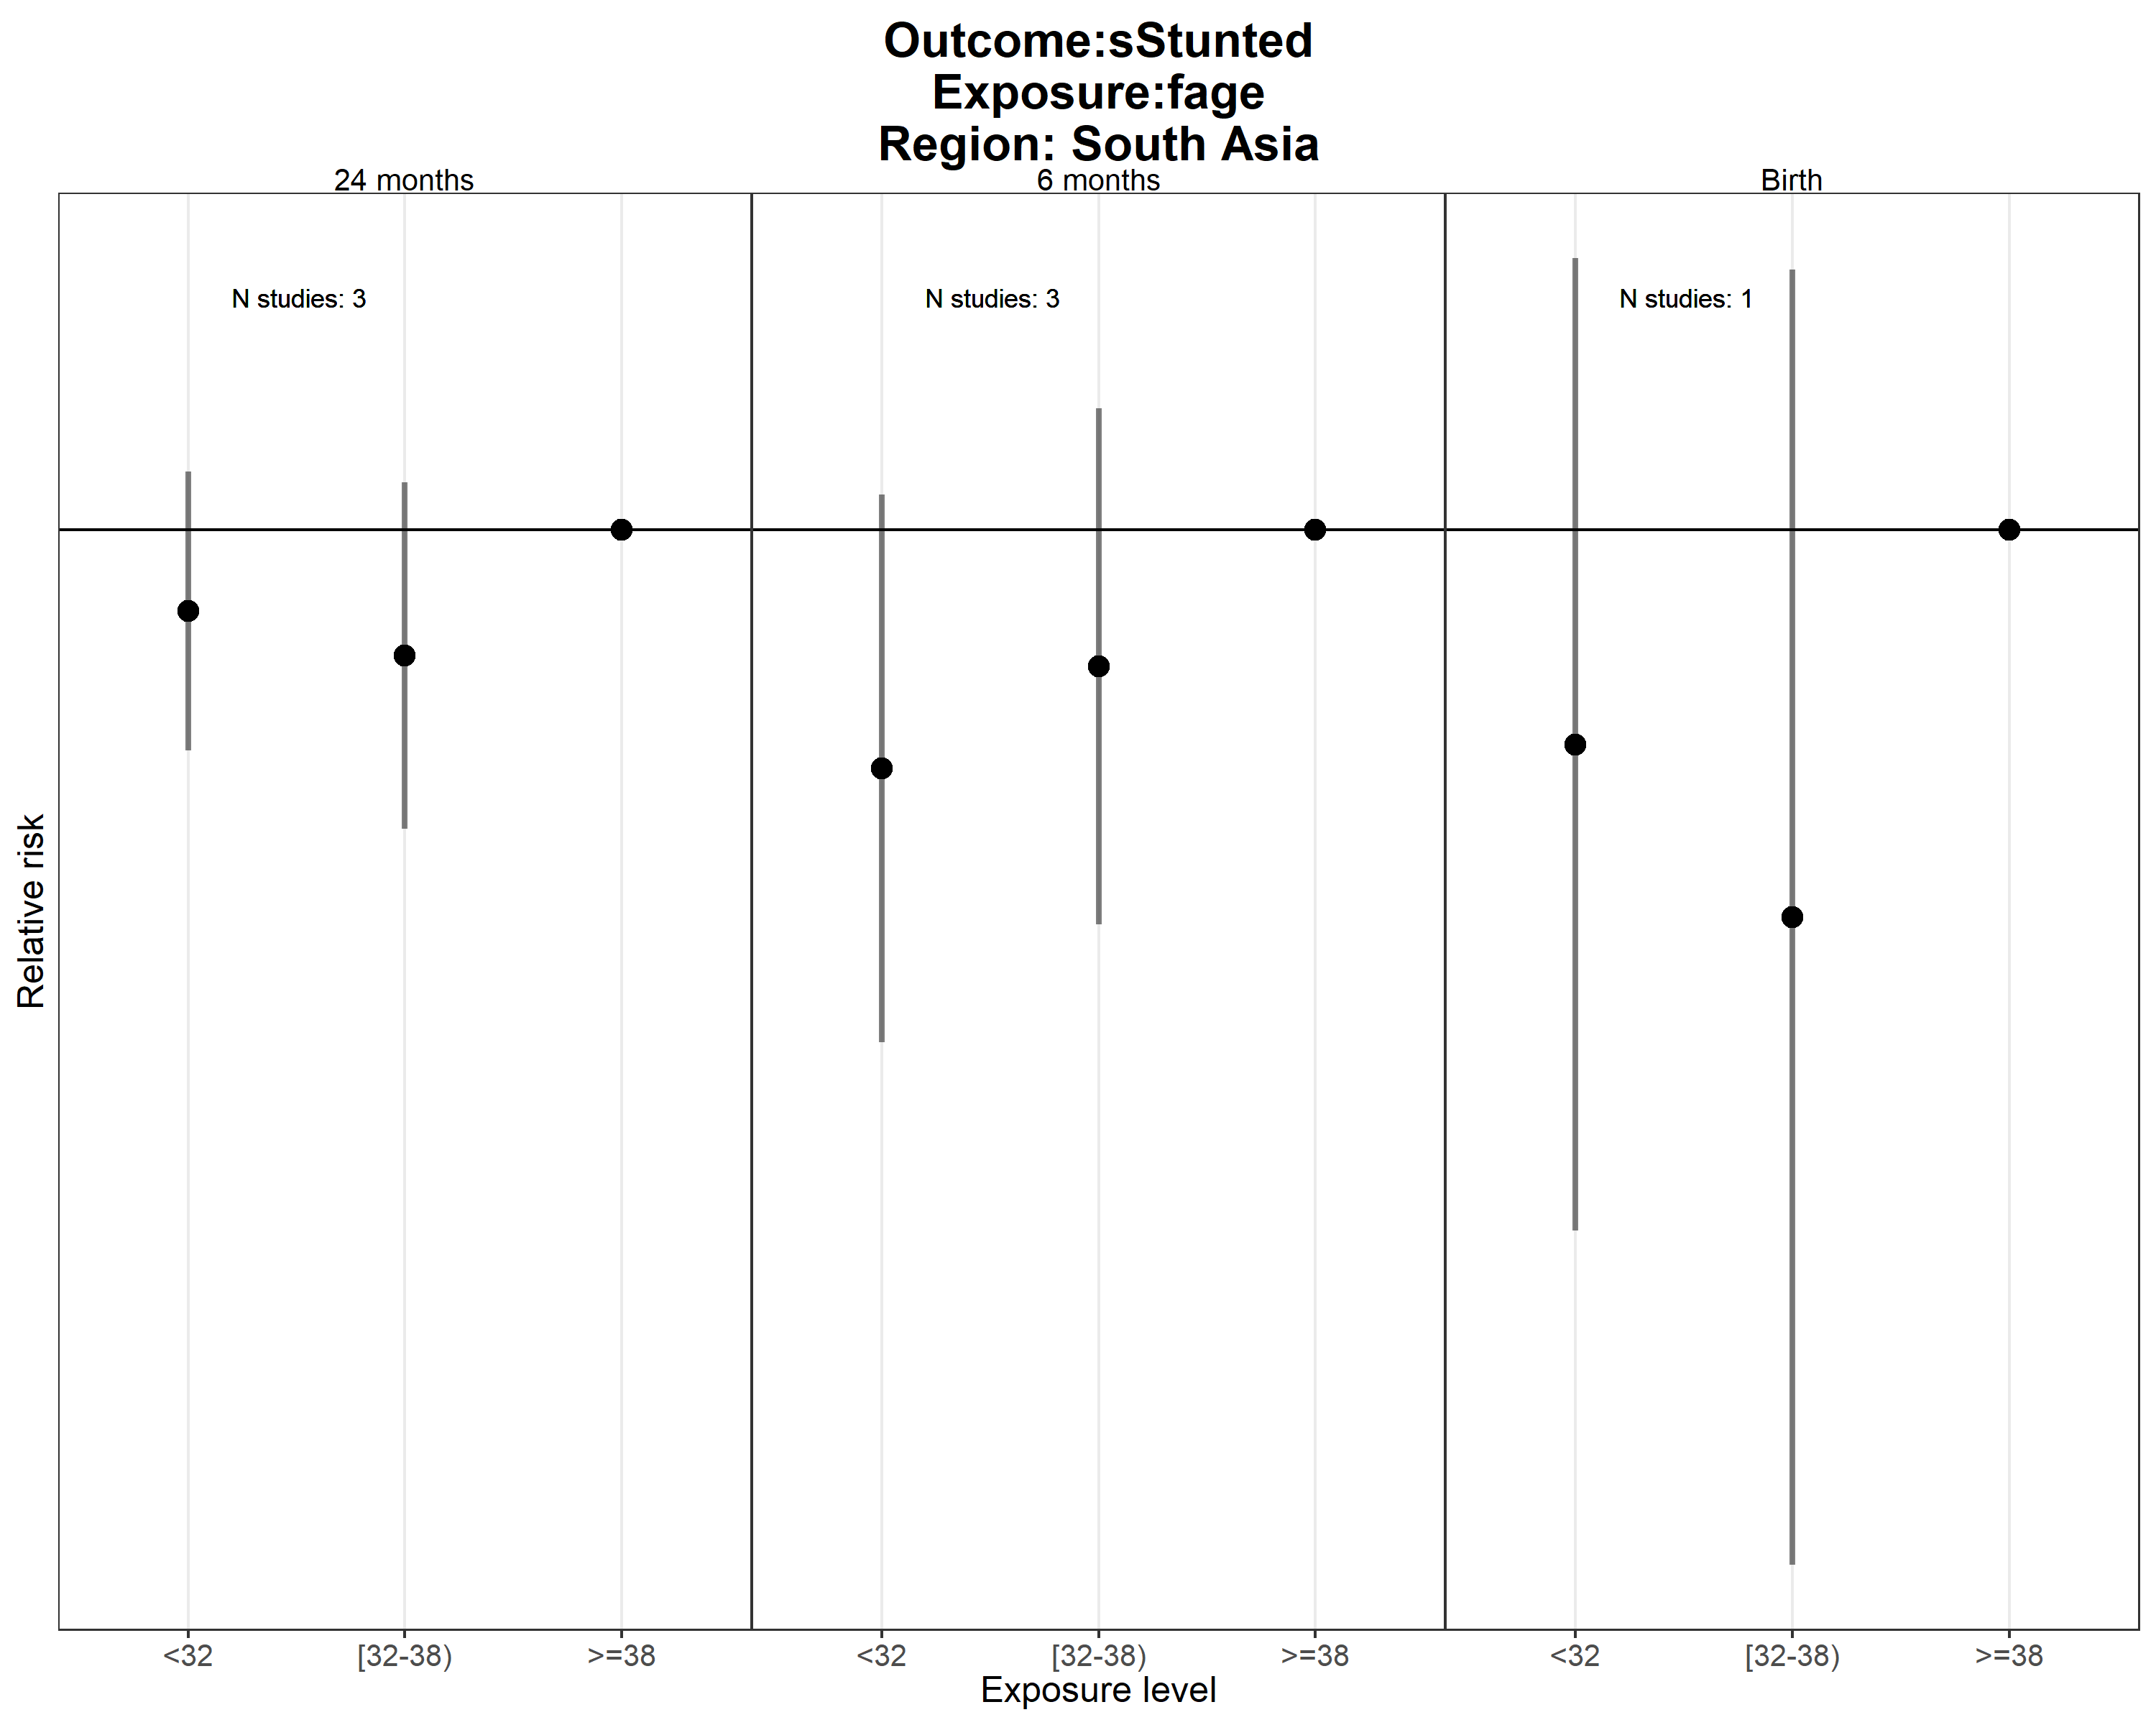 Outcome:sStunted
Exposure:fage
Region: South Asia
24 months
6 months
Birth
N studies: 3
N studies: 3
N studies: 1
Relative risk
<32
[32-38)
>=38
<32
[32-38)
>=38
<32
[32-38)
>=38
Exposure level